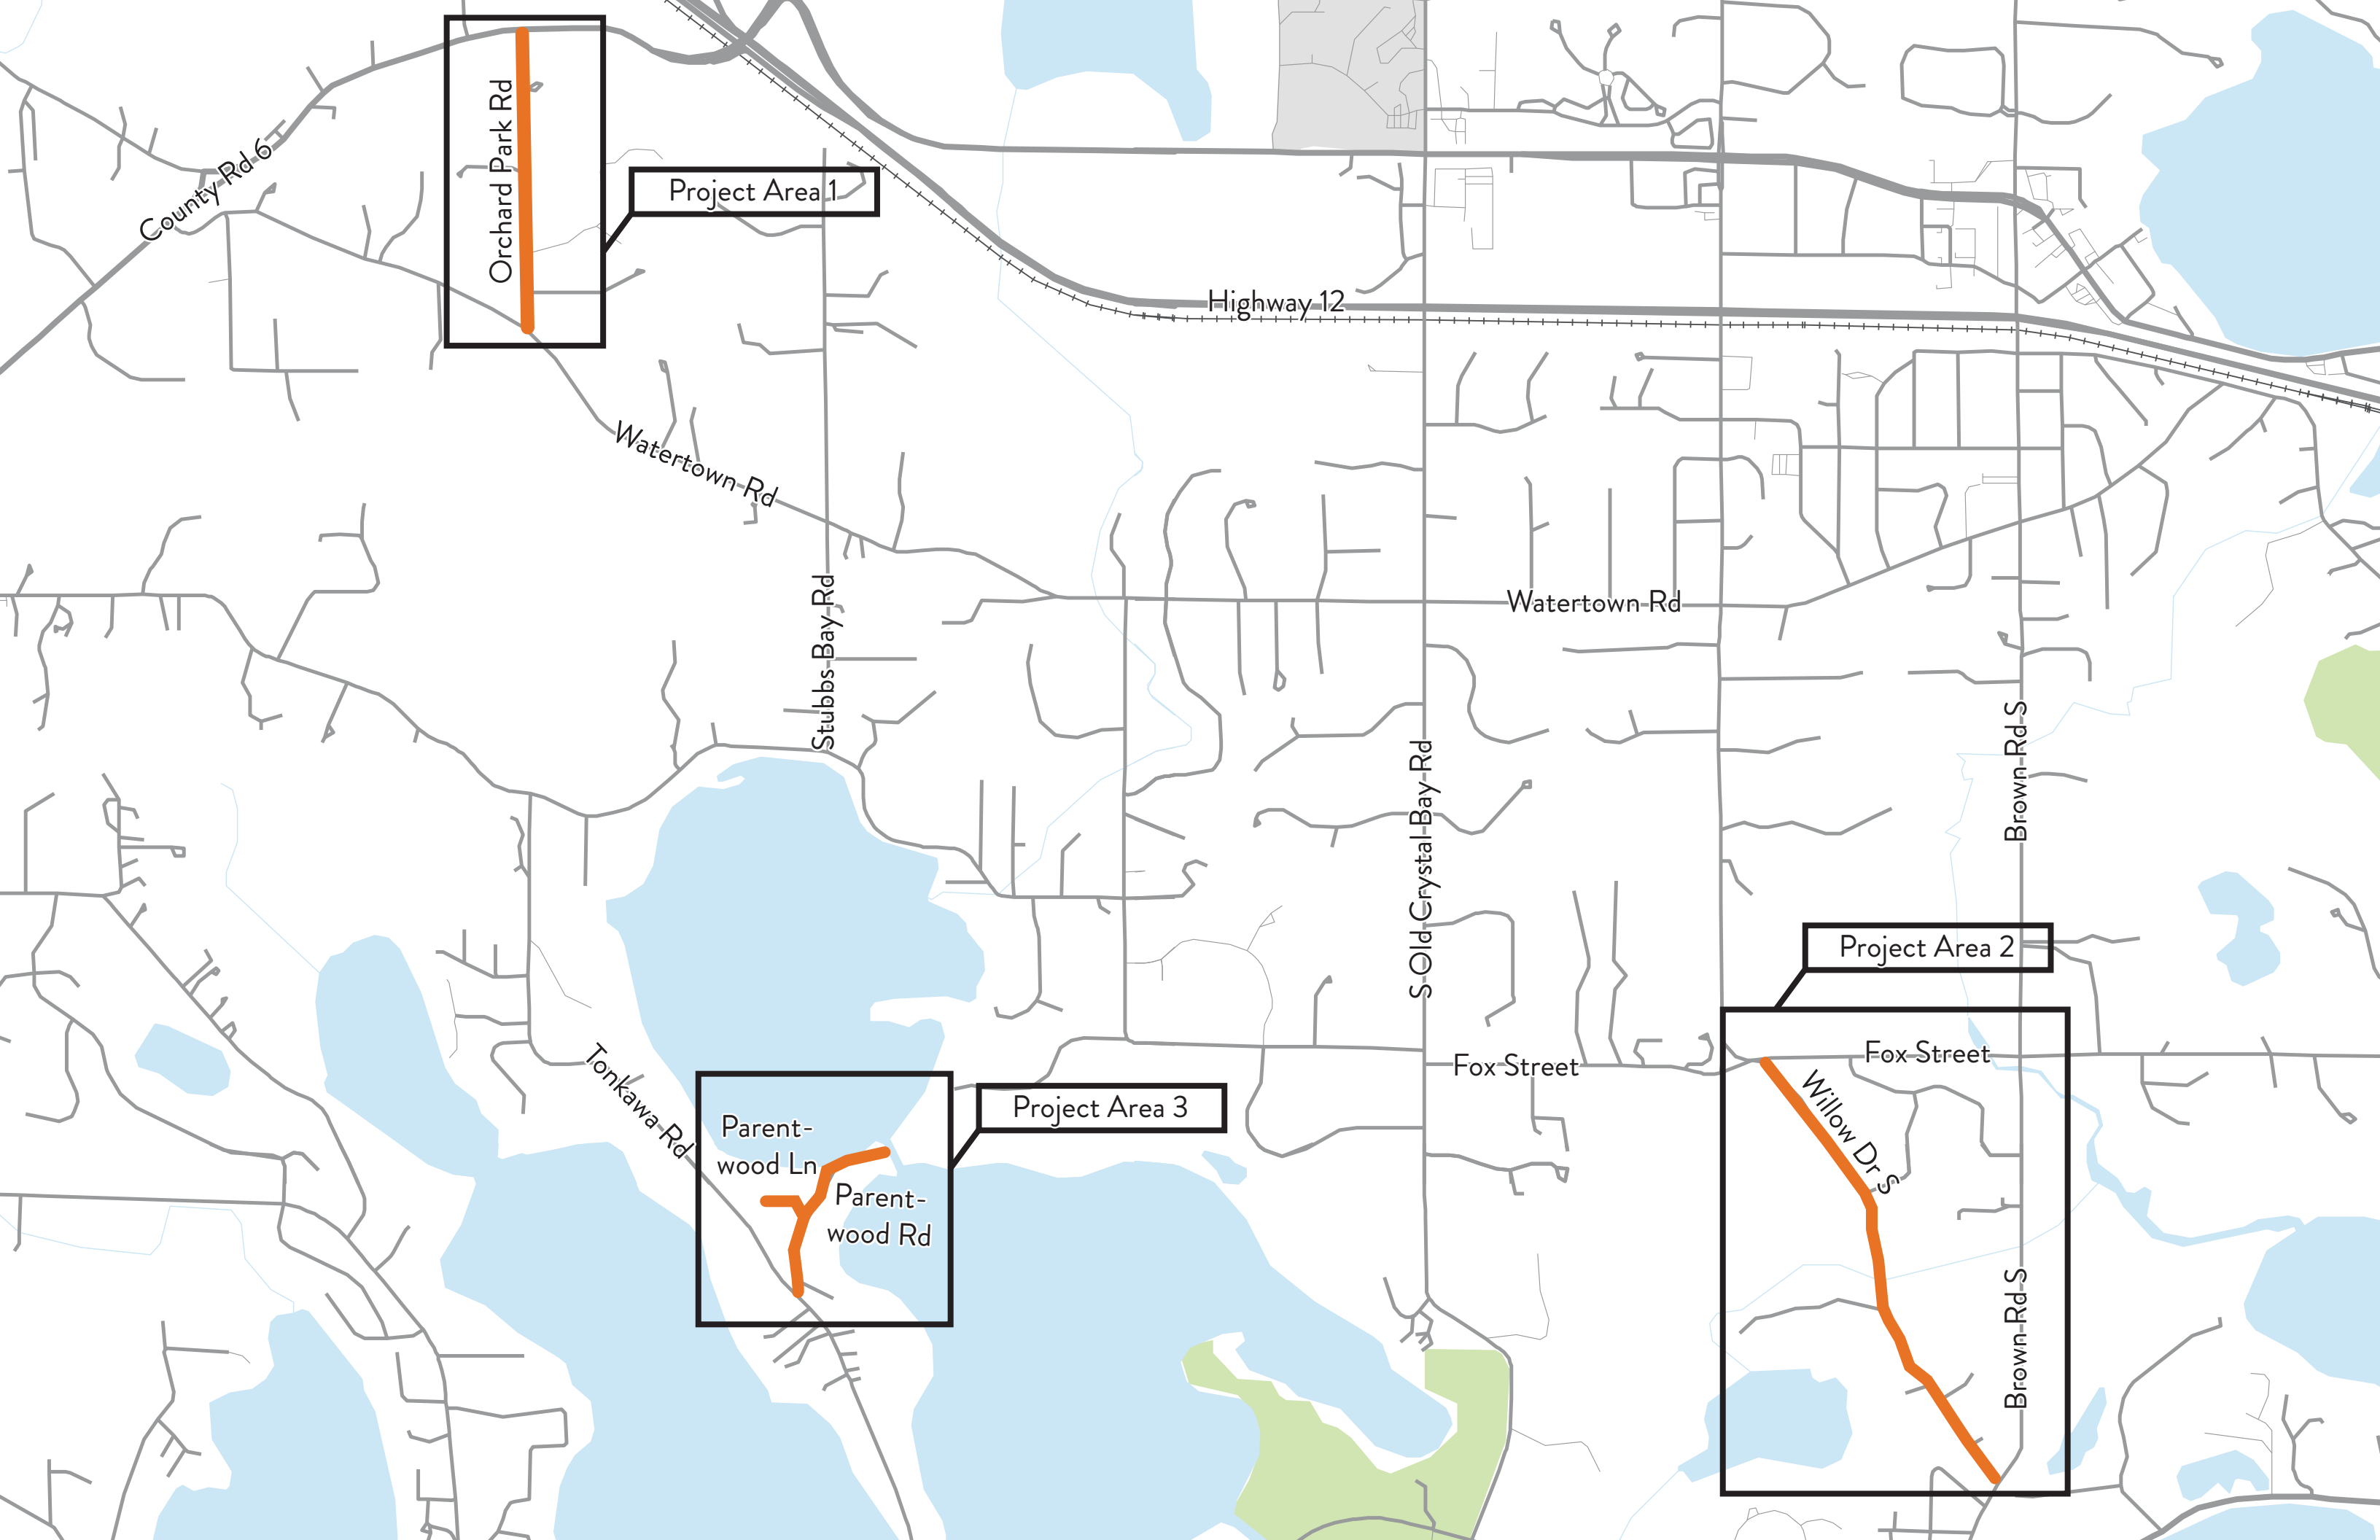 County Rd 6
Orchard Park Rd
Project Area 1
Highway 12
Watertown Rd
Stubbs Bay Rd
Watertown Rd
S Old Crystal Bay Rd
Brown Rd S
Project Area 2
Fox Street
Fox Street
Willow Dr S
Brown Rd S
Tonkawa Rd
Project Area 3
Parent-
wood Ln
Parent-
wood Rd